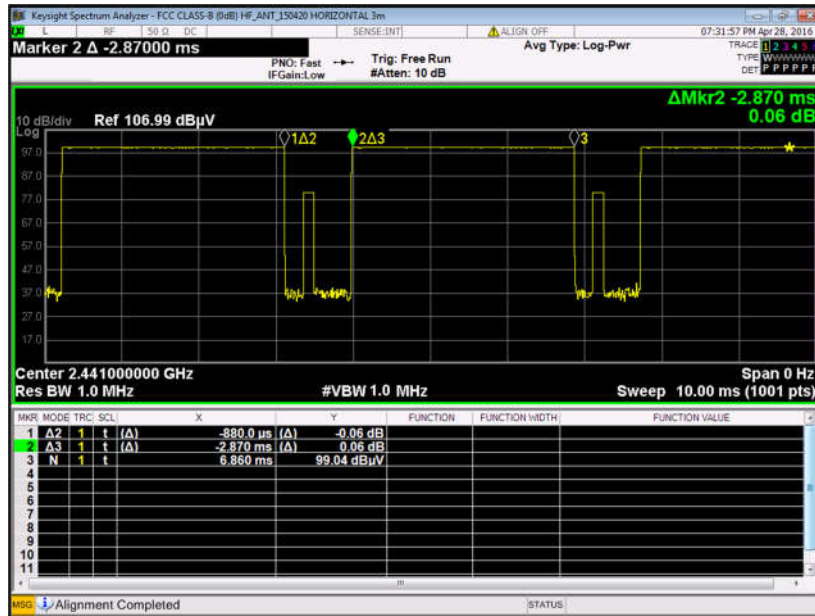 Keysight Spectrum Analyzer - FCC CLASS-B (0dB) HF_ANT_150420 HORIZONTAL 3m
L RF 50 Ω DC SENSE:INT ALIGN OFF 07:31:57 PM Apr 28, 2016
Marker 2 Δ -2.87000 ms
PNO: Fast
IFGain:Low
Trig: Free Run
#Atten: 10 dB
Avg Type: Log-Pwr
TRACE 1 2 3 4 5
TYPE WWWWWW
DET P P P P P P
ΔMkr2 -2.870 ms
0.06 dB
10 dB/div Ref 106.99 dBµV
Log
1Δ2 2Δ3 3
97.0
87.0
77.0
67.0
57.0
47.0
37.0
27.0
17.0
Center 2.441000000 GHz Span 0 Hz
Res BW 1.0 MHz #VBW 1.0 MHz Sweep 10.00 ms (1001 pts)
MKR MODE TRC SCL X Y FUNCTION FUNCTION WIDTH FUNCTION VALUE
1 Δ2 1 t (Δ) -880.0 µs (Δ) -0.06 dB
2 Δ3 1 t (Δ) -2.870 ms (Δ) 0.06 dB
3 N 1 t 6.860 ms 99.04 dBµV
4
5
6
7
8
9
10
11
MSG Alignment Completed STATUS